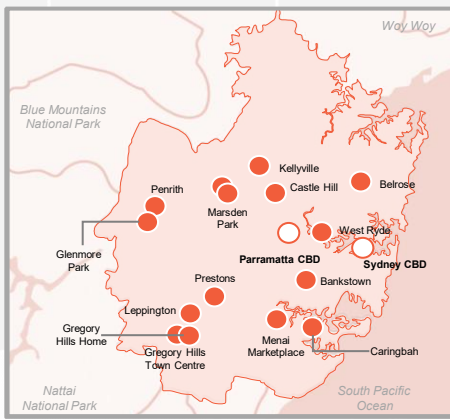 Woy Woy
Blue Mountains
National Park
Kellyville
Penrith
Castle Hill
Belrose
Marsden
Park
Glenmore
Park
West Ryde
Parramatta CBD
Sydney CBD
Bankstown
Prestons
Leppington
Gregory
Hills Home
Gregory Hills
Town Centre
Menai
Marketplace
Caringbah
Nattai
National Park
South Pacific
Ocean